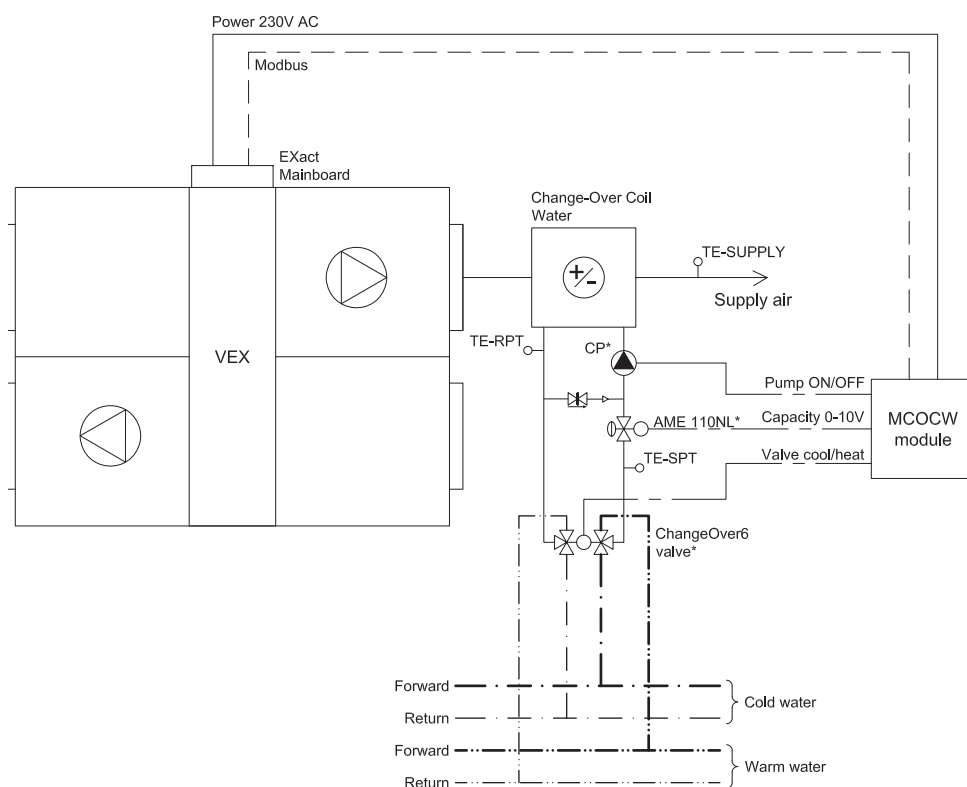 Power 230V AC
Modbus
EXact
Mainboard
Change-Over Coil
Water
+/-
TE-SUPPLY
Supply air
TE-RPT
CP*
VEX
Pump ON/OFF
AME 110NL*
Capacity 0-10V
MCOCW
module
Valve cool/heat
TE-SPT
ChangeOver6
valve*
Forward
Return
Cold water
Forward
Return
Warm water